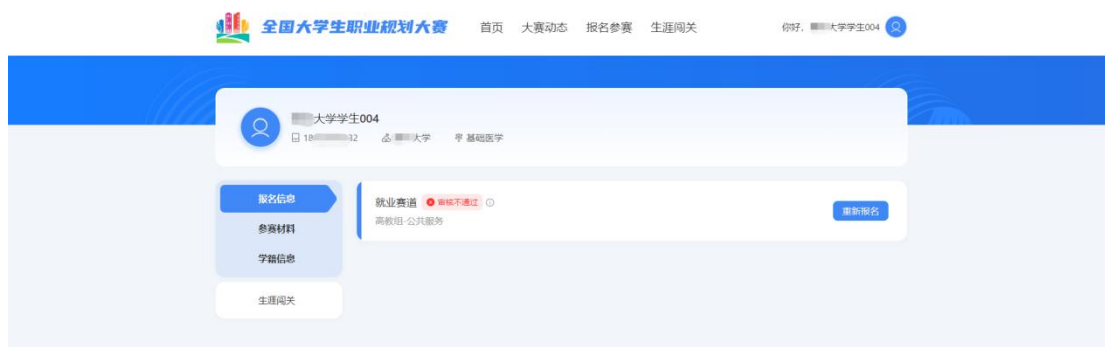 全国大学生职业规划大赛 首页 大赛动态 报名参赛 生涯闯关 你好, 大学学生004
大学学生004
18 32 大学 基础医学
报名信息
就业赛道 审核不通过
高教组-公共服务
重新报名
参赛材料
学籍信息
生涯闯关